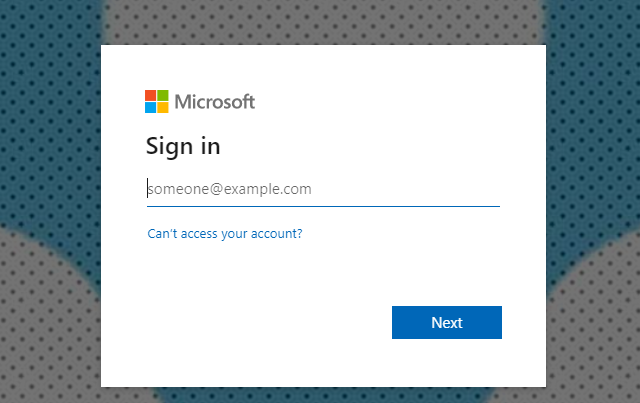 Microsoft
Sign in
someone@example.com
Can't access your account?
Next